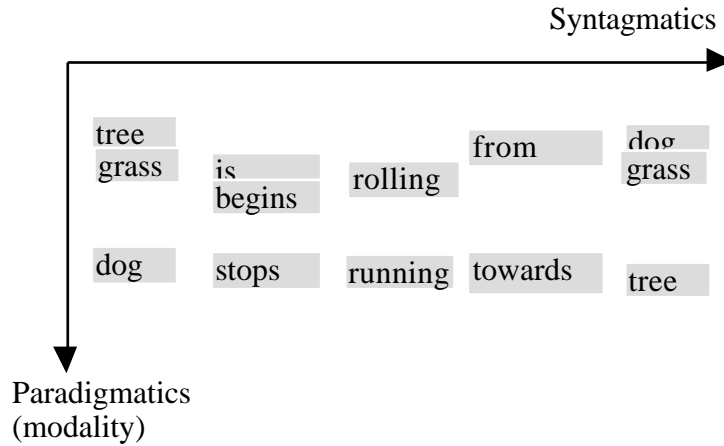 Syntagmatics
tree
grass
is
begins
rolling
from
dog
grass
dog
stops
running
towards
tree
Paradigmatics
(modality)